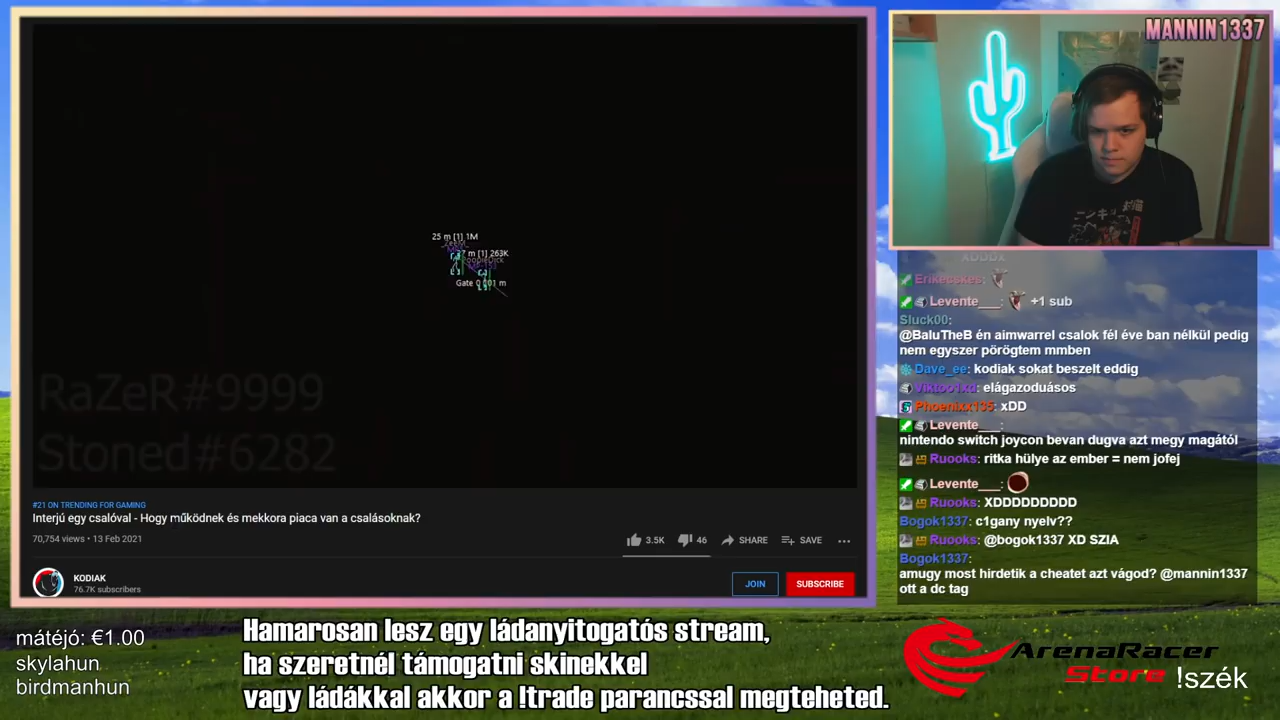 MANNIN1337
25 m [1] 1M
7 m [1] 263K
Gate 0 801 m
RaZeR#9999
Stoned#6282
#21 ON TRENDING FOR GAMING
Interjú egy csalóval - Hogy működnek és mekkora piaca van a csalásoknak?
70,754 views • 13 Feb 2021
3.5K
46
SHARE
SAVE
KODIAK
76.7K subscribers
JOIN
SUBSCRIBE
XDDDX
Erikecskes:
Levente___: +1 sub
Sluck00:
@BaluTheB én aimwarrel csalok fél éve ban nélkül pedig
nem egyszer pörögtem mmben
Dave_ee: kodiak sokat beszelt eddig
Viktoo1xd: elágazoduásos
Phoenixx135: xDD
Levente___:
nintendo switch joycon bevan dugva azt megy magától
Ruooks: ritka hülye az ember = nem jofej
Levente___:
Ruooks: XDDDDDDDDD
Bogok1337: c1gany nyelv??
Ruooks: @bogok1337 XD SZIA
Bogok1337:
amugy most hirdetik a cheatet azt vágod? @mannin1337
ott a dc tag
mátéjó: €1.00
skylahun
birdmanhun
Hamarosan lesz egy ládanyitogatós stream,
ha szeretnél támogatni skinekkel
vagy ládákkal akkor a !trade paranccsal megteheted.
ArenaRacer
Store !szék